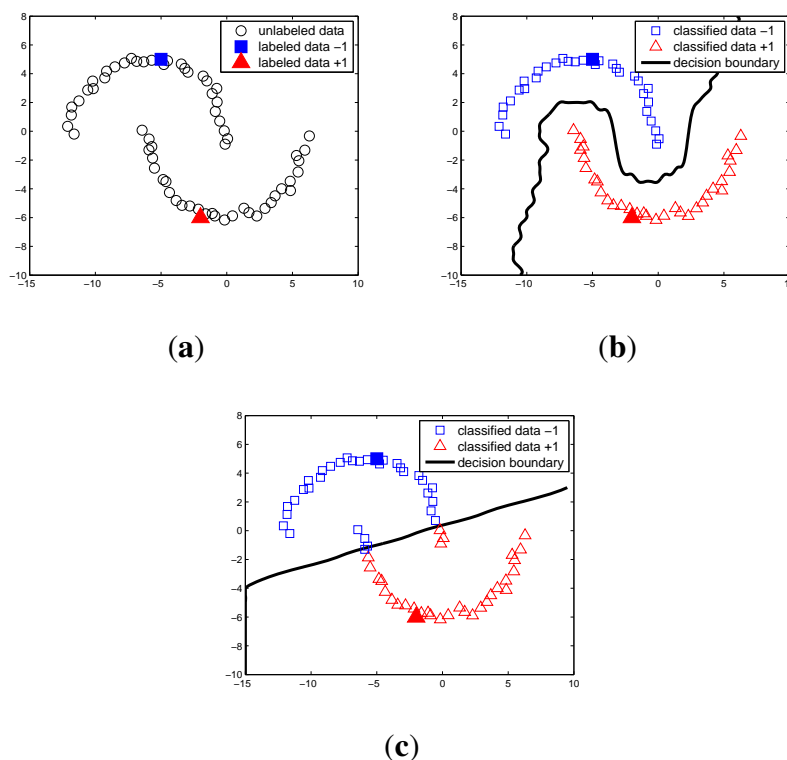 8
6
4
2
0
−2
−4
−6
−8
−10
−15 −10 −5 0 5 10
unlabeled data
labeled data −1
labeled data +1
(a)
8
6
4
2
0
−2
−4
−6
−8
−10
−15 −10 −5 0 5 10
classified data −1
classified data +1
decision boundary
(b)
8
6
4
2
0
−2
−4
−6
−8
−10
−15 −10 −5 0 5 10
classified data −1
classified data +1
decision boundary
(c)